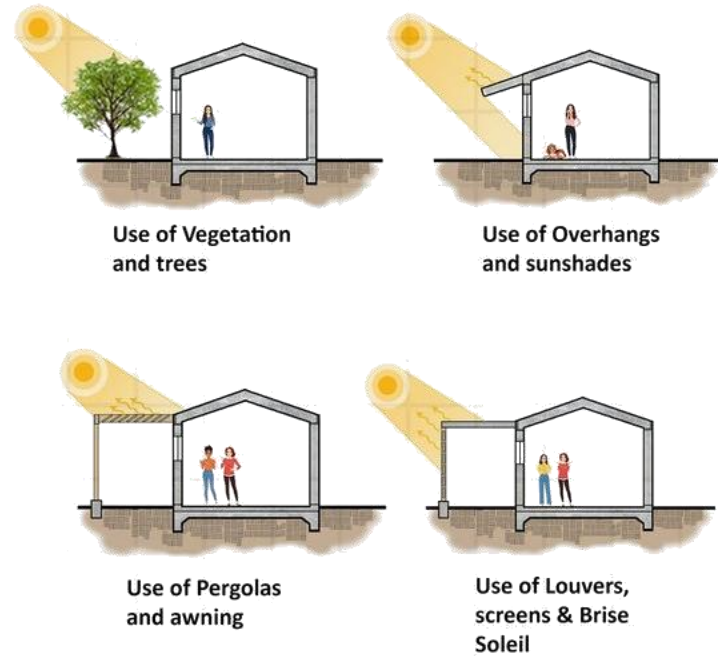 Use of Vegetation
and trees
Use of Overhangs
and sunshades
Use of Pergolas
and awning
Use of Louvers,
screens & Brise
Soleil